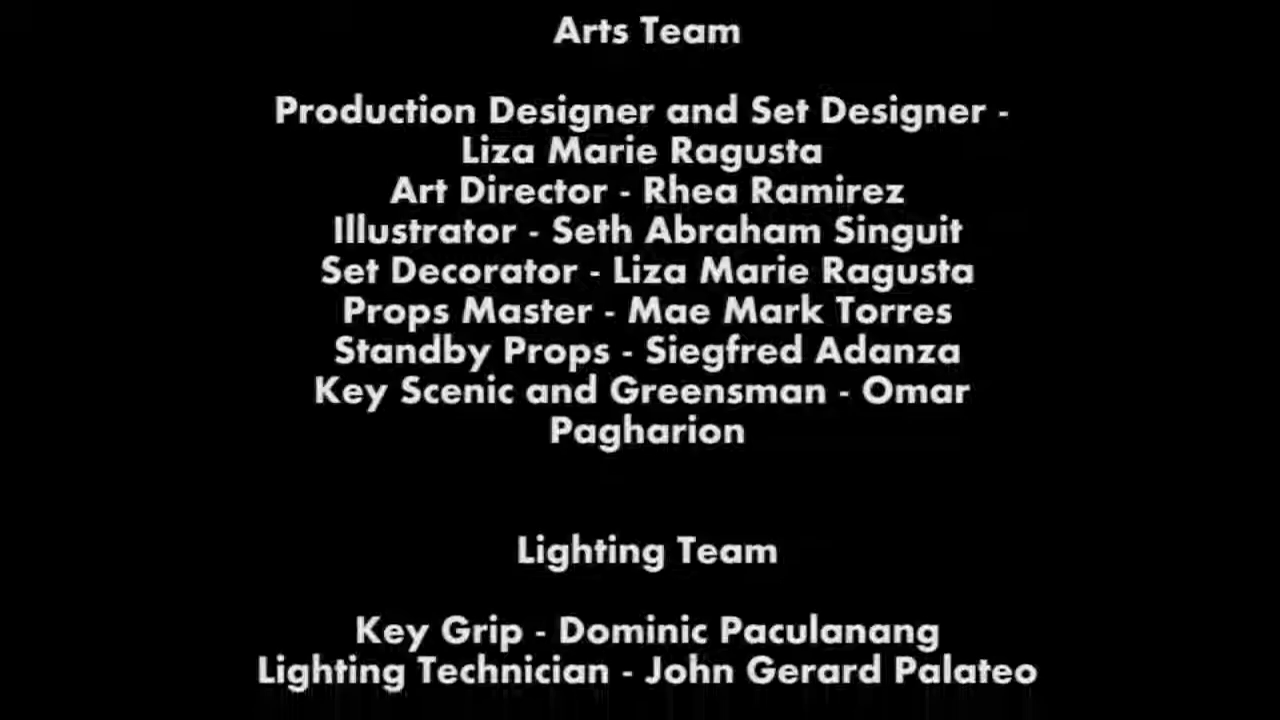 Arts Team
Production Designer and Set Designer -
Liza Marie Ragusta
Art Director - Rhea Ramirez
Illustrator - Seth Abraham Singuit
Set Decorator - Liza Marie Ragusta
Props Master - Mae Mark Torres
Standby Props - Siegfred Adanza
Key Scenic and Greensman - Omar
Pagharion
Lighting Team
Key Grip - Dominic Paculanang
Lighting Technician - John Gerard Palateo